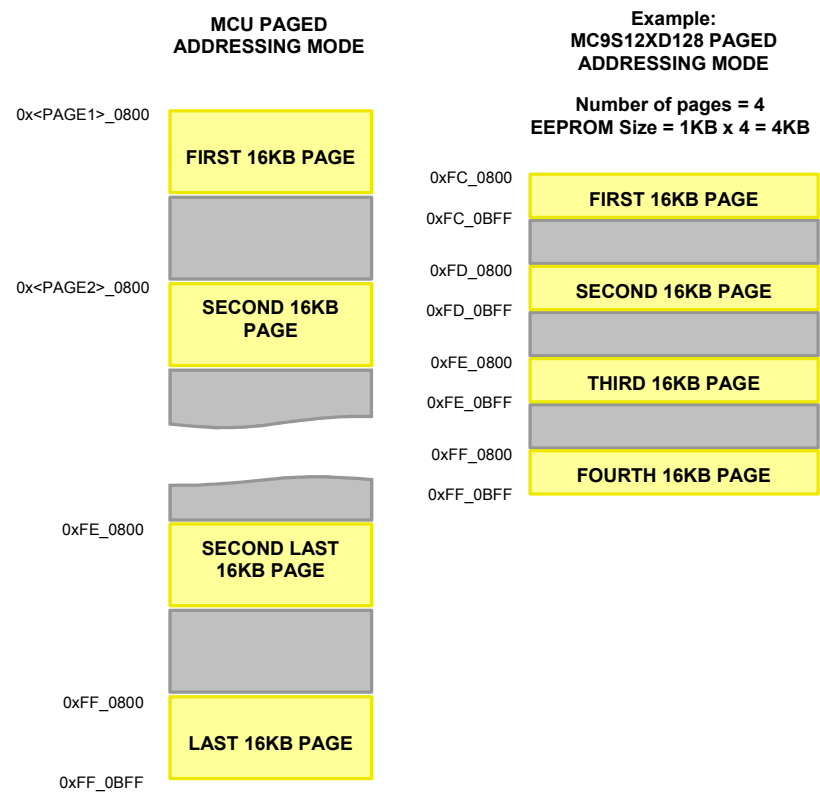 MCU PAGED
ADDRESSING MODE
0x<PAGE1>_0800
FIRST 16KB PAGE
0x<PAGE2>_0800
SECOND 16KB
PAGE
0xFE_0800
SECOND LAST
16KB PAGE
0xFF_0800
LAST 16KB PAGE
0xFF_0BFF
Example:
MC9S12XD128 PAGED
ADDRESSING MODE
Number of pages = 4
EEPROM Size = 1KB x 4 = 4KB
0xFC_0800
FIRST 16KB PAGE
0xFC_0BFF
0xFD_0800
SECOND 16KB PAGE
0xFD_0BFF
0xFE_0800
THIRD 16KB PAGE
0xFE_0BFF
0xFF_0800
FOURTH 16KB PAGE
0xFF_0BFF